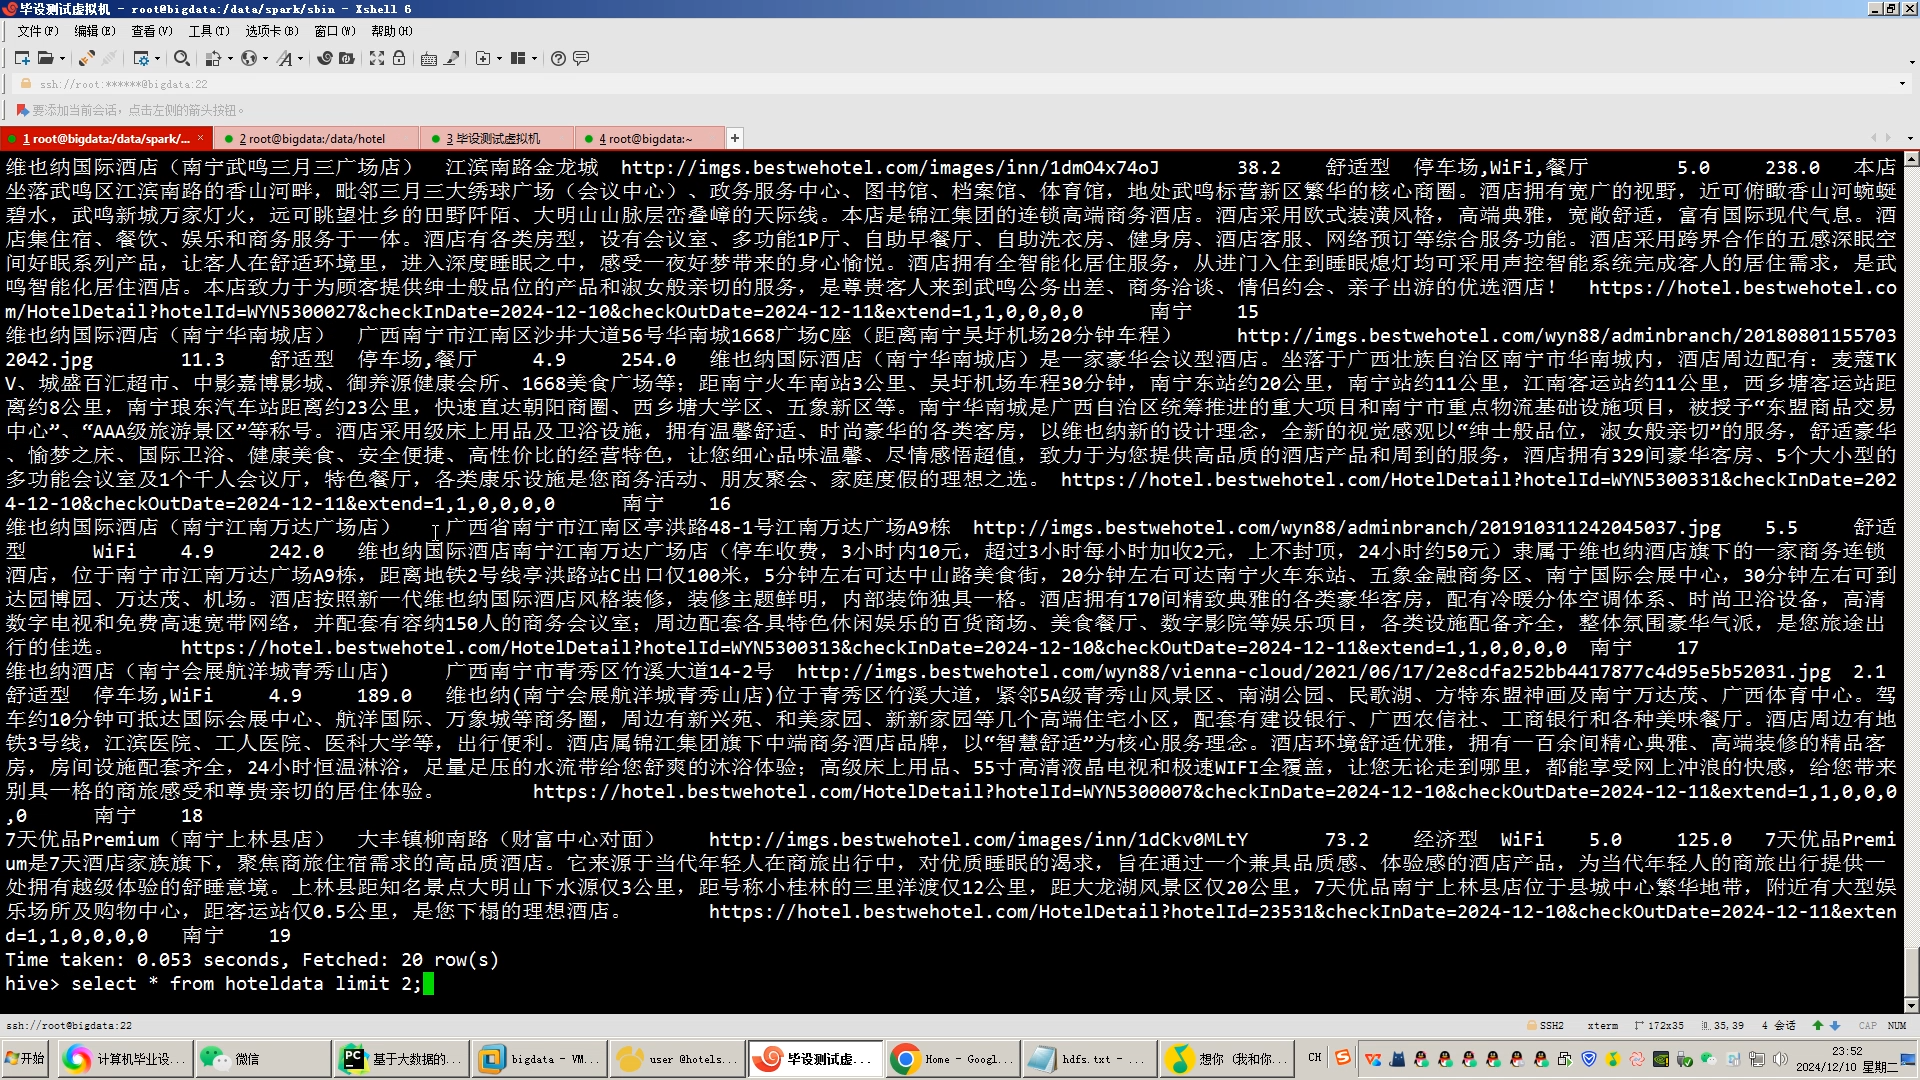 毕设测试虚拟机 - root@bigdata:/data/spark/sbin - Xshell 6
文件(F) 编辑(E) 查看(V) 工具(T) 选项卡(B) 窗口(W) 帮助(H)
ssh://root:******@bigdata:22
要添加当前会话，点击左侧的箭头按钮。
1 root@bigdata:/data/spark/... 2 root@bigdata:/data/hotel 3 毕设测试虚拟机 4 root@bigdata:~
维也纳国际酒店（南宁武鸣三月三广场店） 江滨南路金龙城 http://imgs.bestwehotel.com/images/inn/1dmO4x74oJ 38.2 舒适型 停车场,WiFi,餐厅 5.0 238.0 本店
坐落武鸣区江滨南路的香山河畔，毗邻三月三大绣球广场（会议中心）、政务服务中心、图书馆、档案馆、体育馆，地处武鸣标营新区繁华的核心商圈。酒店拥有宽广的视野，近可俯瞰香山河蜿蜒
碧水，武鸣新城万家灯火，远可眺望壮乡的田野阡陌、大明山山脉层峦叠嶂的天际线。本店是锦江集团的连锁高端商务酒店。酒店采用欧式装潢风格，高端典雅，宽敞舒适，富有国际现代气息。酒
店集住宿、餐饮、娱乐和商务服务于一体。酒店有各类房型，设有会议室、多功能1P厅、自助早餐厅、自助洗衣房、健身房、酒店客服、网络预订等综合服务功能。酒店采用跨界合作的五感深眠空
间好眠系列产品，让客人在舒适环境里，进入深度睡眠之中，感受一夜好梦带来的身心愉悦。酒店拥有全智能化居住服务，从进门入住到睡眠熄灯均可采用声控智能系统完成客人的居住需求，是武
鸣智能化居住酒店。本店致力于为顾客提供绅士般品位的产品和淑女般亲切的服务，是尊贵客人来到武鸣公务出差、商务洽谈、情侣约会、亲子出游的优选酒店！ https://hotel.bestwehotel.co
m/HotelDetail?hotelId=WYN5300027&checkInDate=2024-12-10&checkOutDate=2024-12-11&extend=1,1,0,0,0,0 南宁 15
维也纳国际酒店（南宁华南城店） 广西南宁市江南区沙井大道56号华南城1668广场C座（距离南宁吴圩机场20分钟车程） http://imgs.bestwehotel.com/wyn88/adminbranch/20180801155703
2042.jpg 11.3 舒适型 停车场,餐厅 4.9 254.0 维也纳国际酒店（南宁华南城店）是一家豪华会议型酒店。坐落于广西壮族自治区南宁市华南城内，酒店周边配有：麦蔻TK
V、城盛百汇超市、中影嘉博影城、御养源健康会所、1668美食广场等；距南宁火车南站3公里、吴圩机场车程30分钟，南宁东站约20公里，南宁站约11公里，江南客运站约11公里，西乡塘客运站距
离约8公里，南宁琅东汽车站距离约23公里，快速直达朝阳商圈、西乡塘大学区、五象新区等。南宁华南城是广西自治区统筹推进的重大项目和南宁市重点物流基础设施项目，被授予“东盟商品交易
中心”、“AAA级旅游景区”等称号。酒店采用级床上用品及卫浴设施，拥有温馨舒适、时尚豪华的各类客房，以维也纳新的设计理念，全新的视觉感观以“绅士般品位，淑女般亲切”的服务，舒适豪华
、愉梦之床、国际卫浴、健康美食、安全便捷、高性价比的经营特色，让您细心品味温馨、尽情感悟超值，致力于为您提供高品质的酒店产品和周到的服务，酒店拥有329间豪华客房、5个大小型的
多功能会议室及1个千人会议厅，特色餐厅，各类康乐设施是您商务活动、朋友聚会、家庭度假的理想之选。 https://hotel.bestwehotel.com/HotelDetail?hotelId=WYN5300331&checkInDate=202
4-12-10&checkOutDate=2024-12-11&extend=1,1,0,0,0,0 南宁 16
维也纳国际酒店（南宁江南万达广场店） 广西省南宁市江南区亭洪路48-1号江南万达广场A9栋 http://imgs.bestwehotel.com/wyn88/adminbranch/201910311242045037.jpg 5.5 舒适
型 WiFi 4.9 242.0 维也纳国际酒店南宁江南万达广场店（停车收费，3小时内10元，超过3小时每小时加收2元，上不封顶，24小时约50元）隶属于维也纳酒店旗下的一家商务连锁
酒店，位于南宁市江南万达广场A9栋，距离地铁2号线亭洪路站C出口仅100米，5分钟左右可达中山路美食街，20分钟左右可达南宁火车东站、五象金融商务区、南宁国际会展中心，30分钟左右可到
达园博园、万达茂、机场。酒店按照新一代维也纳国际酒店风格装修，装修主题鲜明，内部装饰独具一格。酒店拥有170间精致典雅的各类豪华客房，配有冷暖分体空调体系、时尚卫浴设备，高清
数字电视和免费高速宽带网络，并配套有容纳150人的商务会议室；周边配套各具特色休闲娱乐的百货商场、美食餐厅、数字影院等娱乐项目，各类设施配备齐全，整体氛围豪华气派，是您旅途出
行的佳选。 https://hotel.bestwehotel.com/HotelDetail?hotelId=WYN5300313&checkInDate=2024-12-10&checkOutDate=2024-12-11&extend=1,1,0,0,0,0 南宁 17
维也纳酒店（南宁会展航洋城青秀山店) 广西南宁市青秀区竹溪大道14-2号 http://imgs.bestwehotel.com/wyn88/vienna-cloud/2021/06/17/2e8cdfa252bb4417877c4d95e5b52031.jpg 2.1
舒适型 停车场,WiFi 4.9 189.0 维也纳(南宁会展航洋城青秀山店)位于青秀区竹溪大道，紧邻5A级青秀山风景区、南湖公园、民歌湖、方特东盟神画及南宁万达茂、广西体育中心。驾
车约10分钟可抵达国际会展中心、航洋国际、万象城等商务圈，周边有新兴苑、和美家园、新新家园等几个高端住宅小区，配套有建设银行、广西农信社、工商银行和各种美味餐厅。酒店周边有地
铁3号线，江滨医院、工人医院、医科大学等，出行便利。酒店属锦江集团旗下中端商务酒店品牌，以“智慧舒适”为核心服务理念。酒店环境舒适优雅，拥有一百余间精心典雅、高端装修的精品客
房，房间设施配套齐全，24小时恒温淋浴，足量足压的水流带给您舒爽的沐浴体验；高级床上用品、55寸高清液晶电视和极速WIFI全覆盖，让您无论走到哪里，都能享受网上冲浪的快感，给您带来
别具一格的商旅感受和尊贵亲切的居住体验。 https://hotel.bestwehotel.com/HotelDetail?hotelId=WYN5300007&checkInDate=2024-12-10&checkOutDate=2024-12-11&extend=1,1,0,0,0
,0 南宁 18
7天优品Premium（南宁上林县店） 大丰镇柳南路（财富中心对面） http://imgs.bestwehotel.com/images/inn/1dCkv0MLtY 73.2 经济型 WiFi 5.0 125.0 7天优品Premi
um是7天酒店家族旗下，聚焦商旅住宿需求的高品质酒店。它来源于当代年轻人在商旅出行中，对优质睡眠的渴求，旨在通过一个兼具品质感、体验感的酒店产品，为当代年轻人的商旅出行提供一
处拥有越级体验的舒睡意境。上林县距知名景点大明山下水源仅3公里，距号称小桂林的三里洋渡仅12公里，距大龙湖风景区仅20公里，7天优品南宁上林县店位于县城中心繁华地带，附近有大型娱
乐场所及购物中心，距客运站仅0.5公里，是您下榻的理想酒店。 https://hotel.bestwehotel.com/HotelDetail?hotelId=23531&checkInDate=2024-12-10&checkOutDate=2024-12-11&exten
d=1,1,0,0,0,0 南宁 19
Time taken: 0.053 seconds, Fetched: 20 row(s)
hive> select * from hoteldata limit 2;
ssh://root@bigdata:22 SSH2 xterm 172x35 35,39 4 会话 CAP NUM
开始 计算机毕业设... 微信 基于大数据的... bigdata - VM... user @hotels... 毕设测试虚... Home - Googl... hdfs.txt - ... 想你（我和你... CH 23:52
2024/12/10 星期二